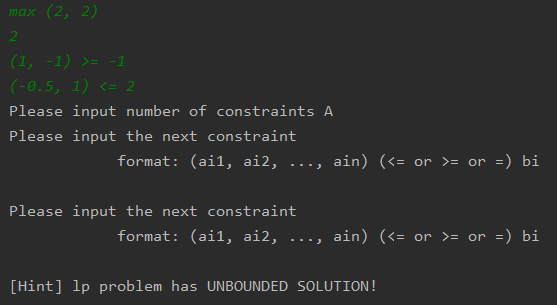 max (2, 2)
2
(1, -1) >= -1
(-0.5, 1) <= 2
Please input number of constraints A
Please input the next constraint
format: (ai1, ai2, ..., ain) (<= or >= or =) bi
Please input the next constraint
format: (ai1, ai2, ..., ain) (<= or >= or =) bi
[Hint] lp problem has UNBOUNDED SOLUTION!